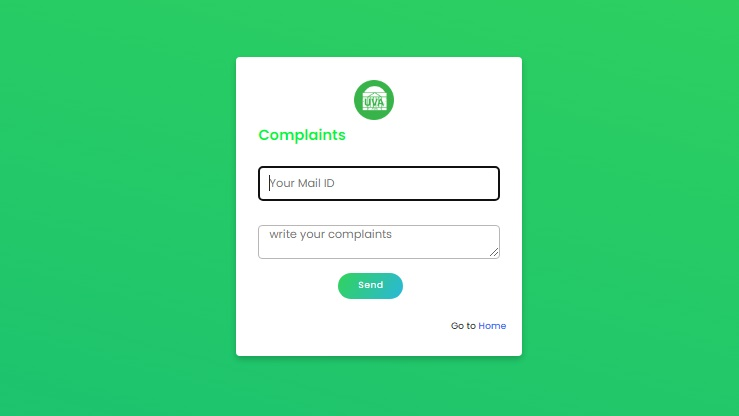 UVA
Complaints
Your Mail ID
write your complaints
Send
Go to Home